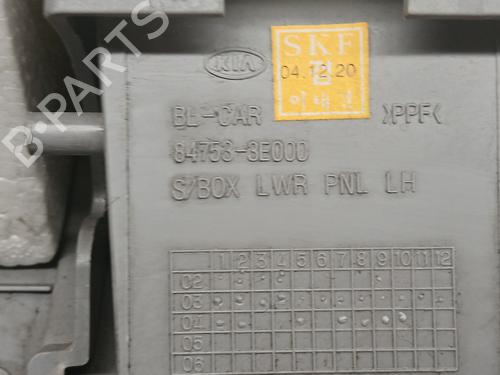 SKF
KIA
04.12.20
BL-CAR >PPF<
84753-3E000
S/BOX LWR PNL LH
1 2 3 4 5 6 7 8 9 10 11 12
02
03
04
05
06
B-PARTS